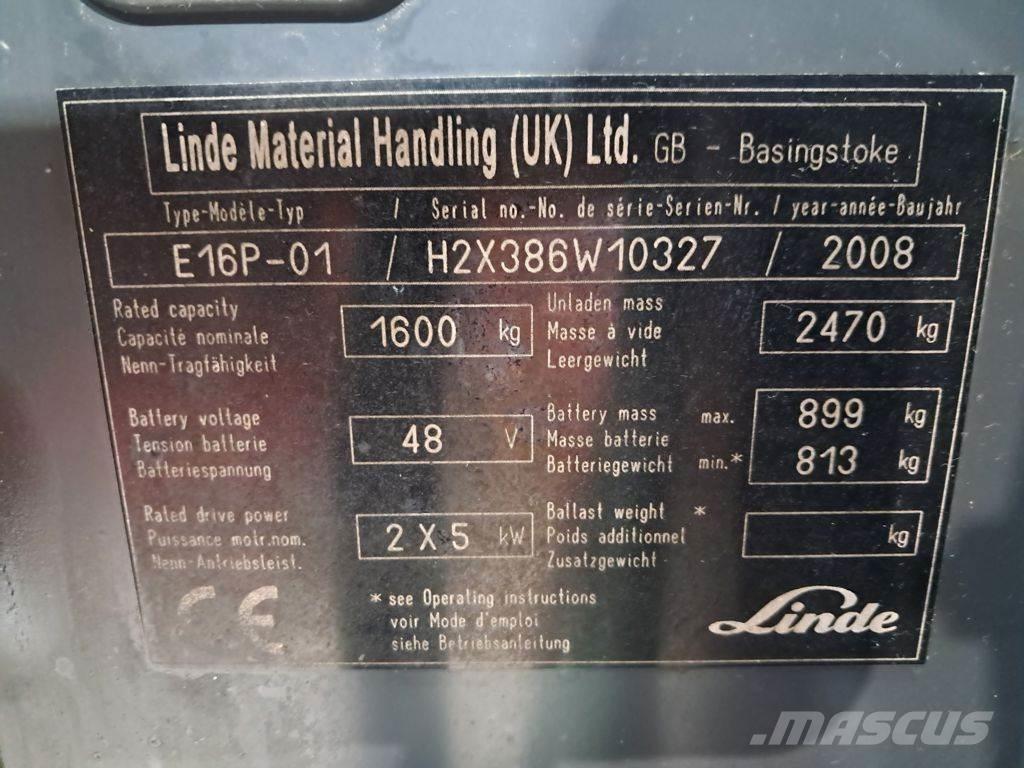 Linde Material Handling (UK) Ltd. GB - Basingstoke
Type-Modèle-Typ / Serial no.-No. de série-Serien-Nr. / year-année-Baujahr
E16P-01 / H2X386W10327 / 2008
Rated capacity
Capacité nominale
Nenn-Tragfähigkeit
1600 kg
Unladen mass
Masse à vide
Leergewicht
2470 kg
Battery voltage
Tension batterie
Batteriespannung
48 V
Battery mass max. 899 kg
Masse batterie
Batteriegewicht min.* 813 kg
Rated drive power
Puissance motr.nom.
Nenn-Antriebsleist.
2 X 5 kW
Ballast weight *
Poids additionnel
Zusatzgewicht
kg
CE
* see Operating instructions
voir Mode d'emploi
siehe Betriebsanleitung
Linde
MASCUS